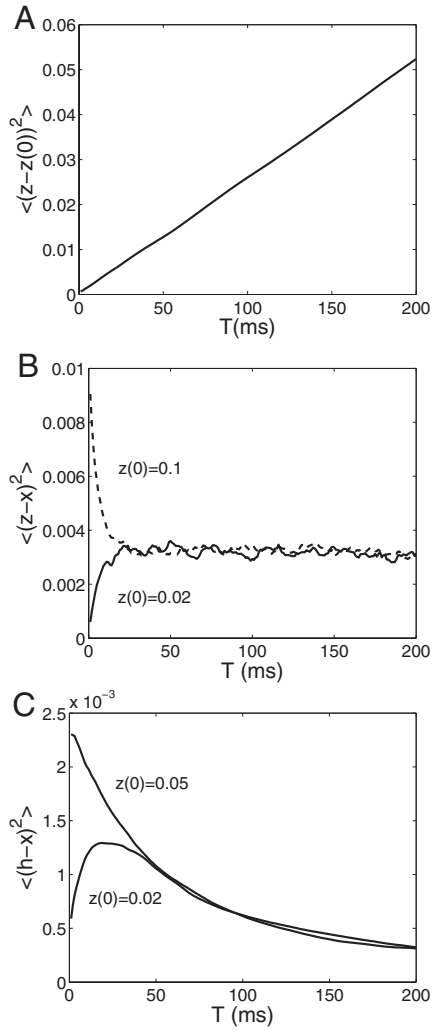 A
0.06
0.05
0.04
0.03
0.02
0.01
0
<(z−z(0))²>
0 50 100 150 200
T(ms)
B
0.01
0.008
0.006
0.004
0.002
0
<(z−x)²>
z(0)=0.1
z(0)=0.02
0 50 100 150 200
T (ms)
C
x 10⁻³
2.5
2
1.5
1
0.5
0
<(h−x)²>
z(0)=0.05
z(0)=0.02
0 50 100 150 200
T (ms)